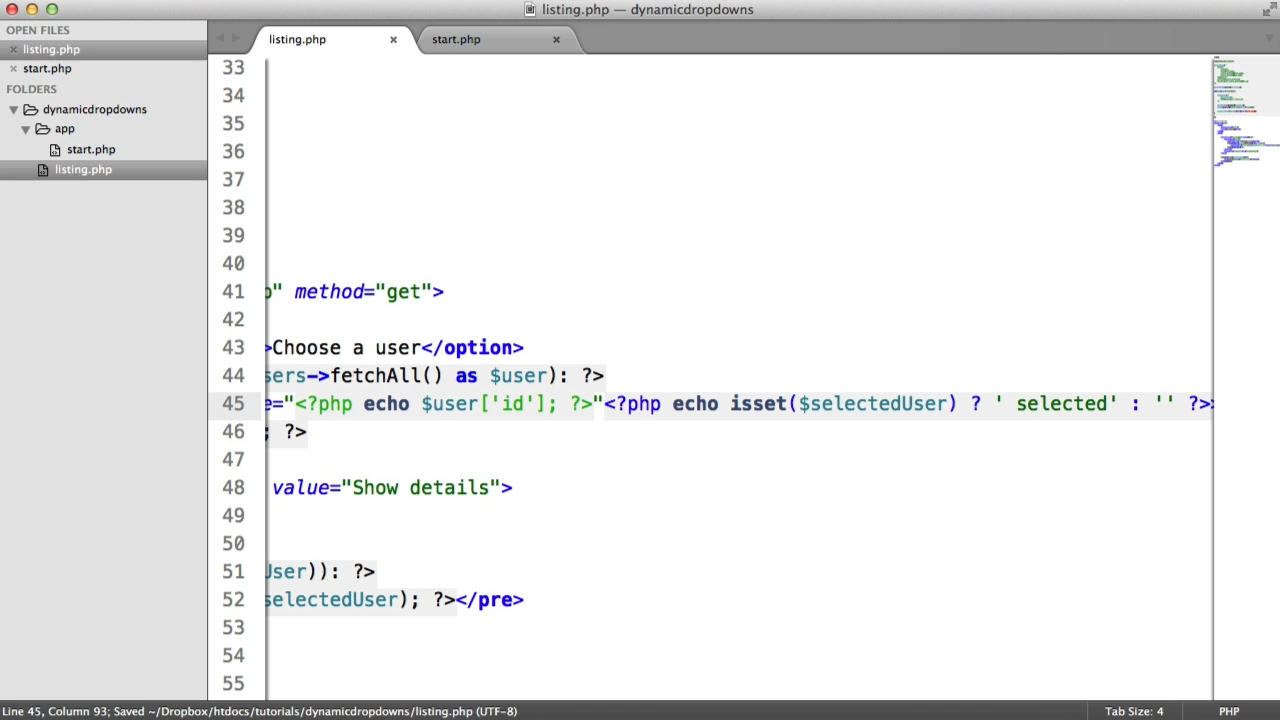 listing.php — dynamicdropdowns
OPEN FILES
listing.php
start.php
FOLDERS
dynamicdropdowns
app
start.php
listing.php
listing.php
start.php
33
34
35
36
37
38
39
40
41 " method="get">
42
43 >Choose a user</option>
44 sers->fetchAll() as $user): ?>
45 e="<?php echo $user['id']; ?>"<?php echo isset($selectedUser) ? ' selected' : '' ?>>
46 ; ?>
47
48 value="Show details">
49
50
51 User)): ?>
52 selectedUser); ?></pre>
53
54
55
Line 45, Column 93; Saved ~/Dropbox/htdocs/tutorials/dynamicdropdowns/listing.php (UTF-8)
Tab Size: 4
PHP